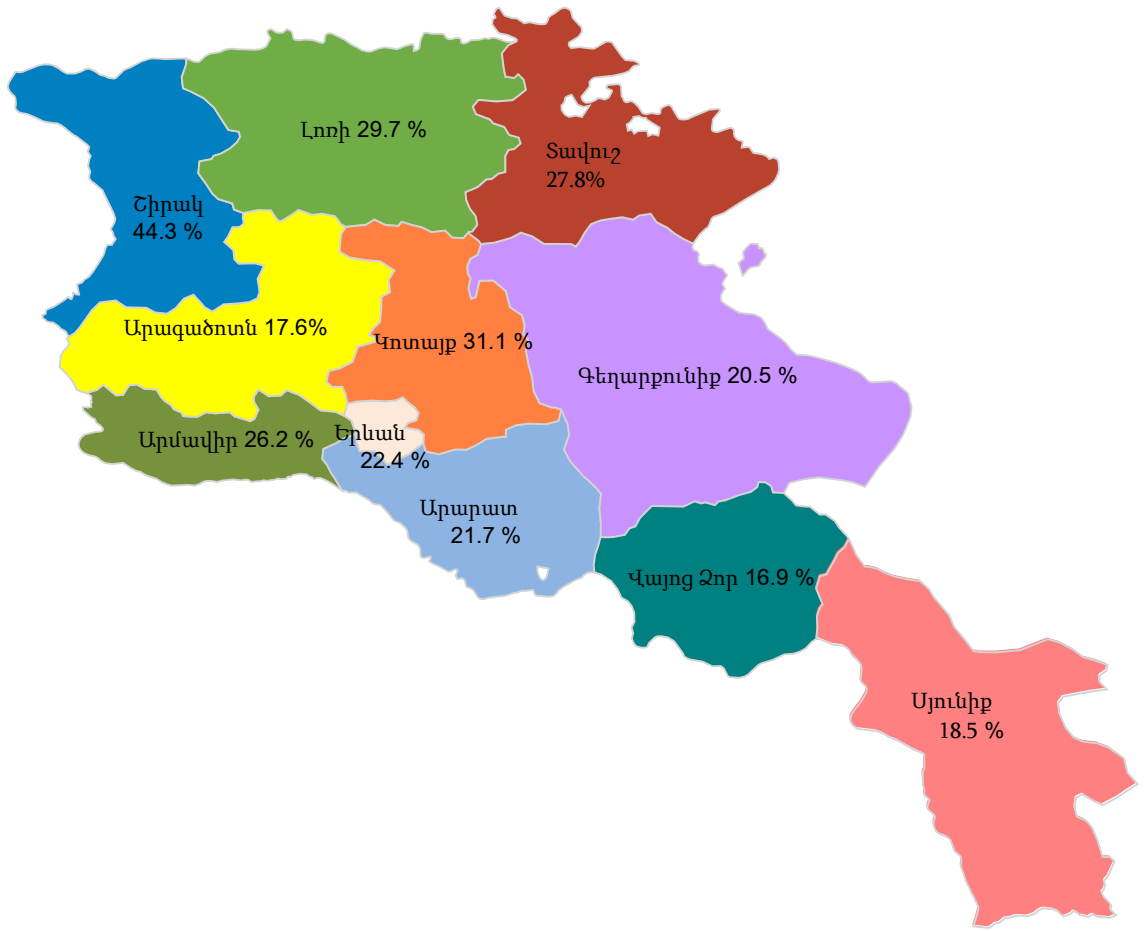 Լոռի 29.7 %
Տավուշ
27.8%
Շիրակ
44.3 %
Արագածոտն 17.6%
Կոտայք 31.1 %
Գեղարքունիք 20.5 %
Արմավիր 26.2 %
Երևան
22.4 %
Արարատ
21.7 %
Վայոց Ձոր 16.9 %
Սյունիք
18.5 %